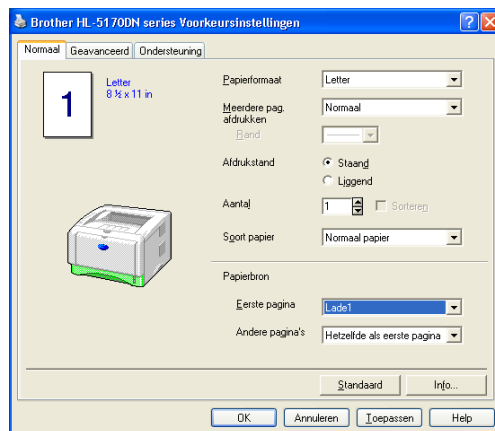 Brother HL-5170DN series Voorkeursinstellingen
Normaal Geavanceerd Ondersteuning
1
Letter
8 ½ x 11 in
Papierformaat Letter
Meerdere pag. afdrukken Normaal
Rand
Afdrukstand Staand
Liggend
Aantal 1 Sorteren
Soort papier Normaal papier
Papierbron
Eerste pagina Lade1
Andere pagina's Hetzelfde als eerste pagina
Standaard Info...
OK Annuleren Toepassen Help